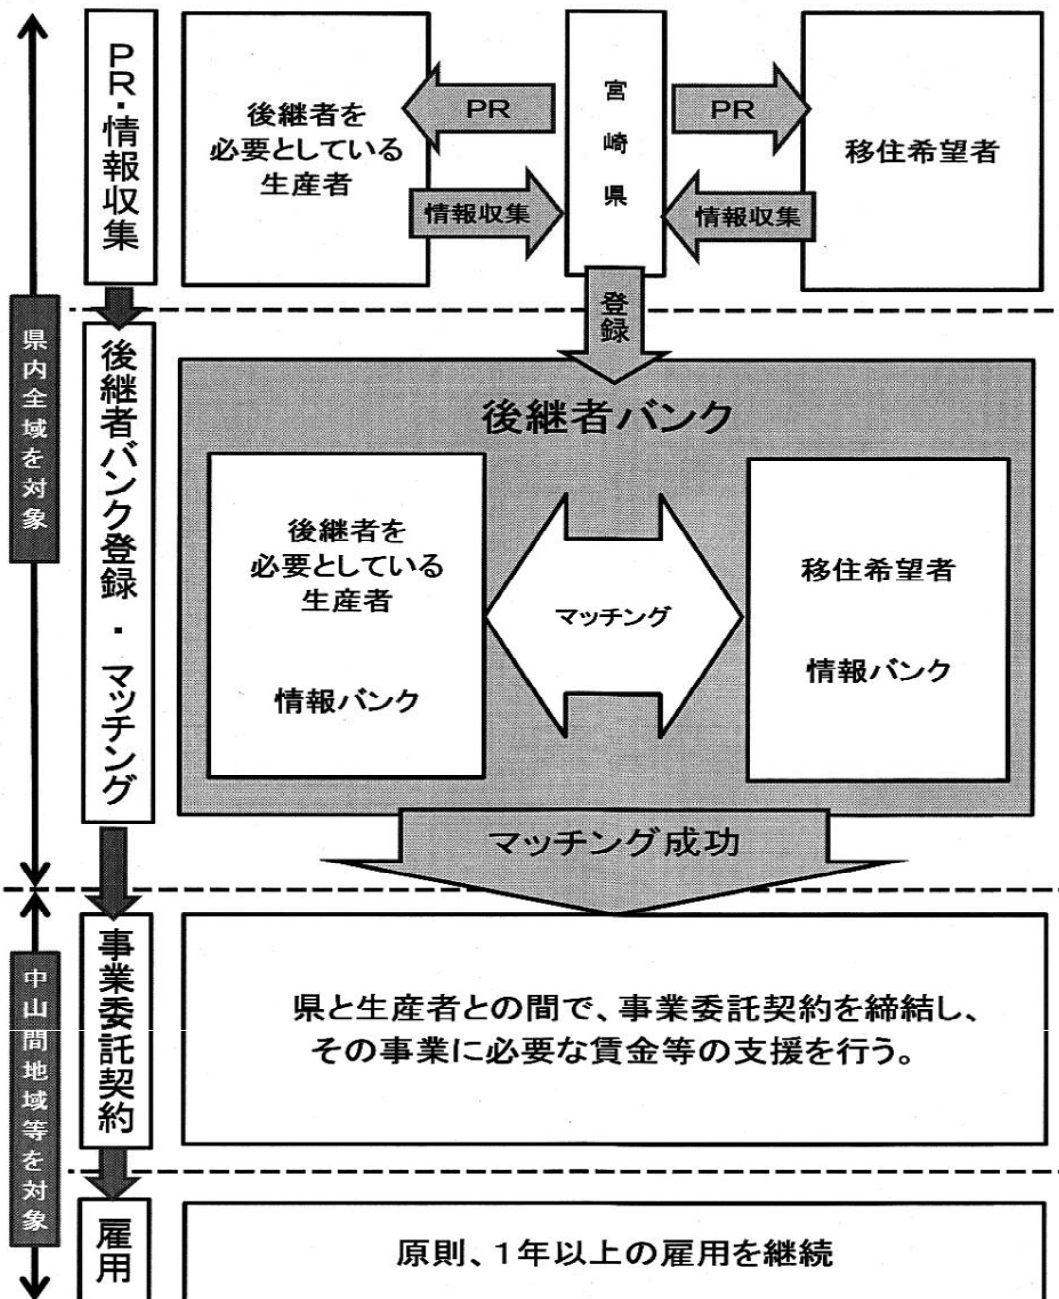 県内全域を対象
中山間地域等を対象
PR・情報収集
後継者を
必要としている
生産者
PR
情報収集
宮崎県
PR
情報収集
移住希望者
登録
後継者バンク登録・マッチング
後継者バンク
後継者を
必要としている
生産者
情報バンク
マッチング
移住希望者
情報バンク
マッチング成功
事業委託契約
県と生産者との間で、事業委託契約を締結し、
その事業に必要な賃金等の支援を行う。
雇用
原則、1年以上の雇用を継続